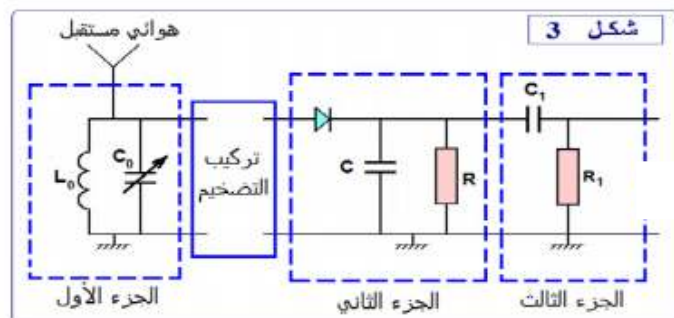 شكل 3
هوائي مستقبل
L₀
C₀
تركيب
التضخيم
C
R
C₁
R₁
الجزء الأول
الجزء الثاني
الجزء الثالث